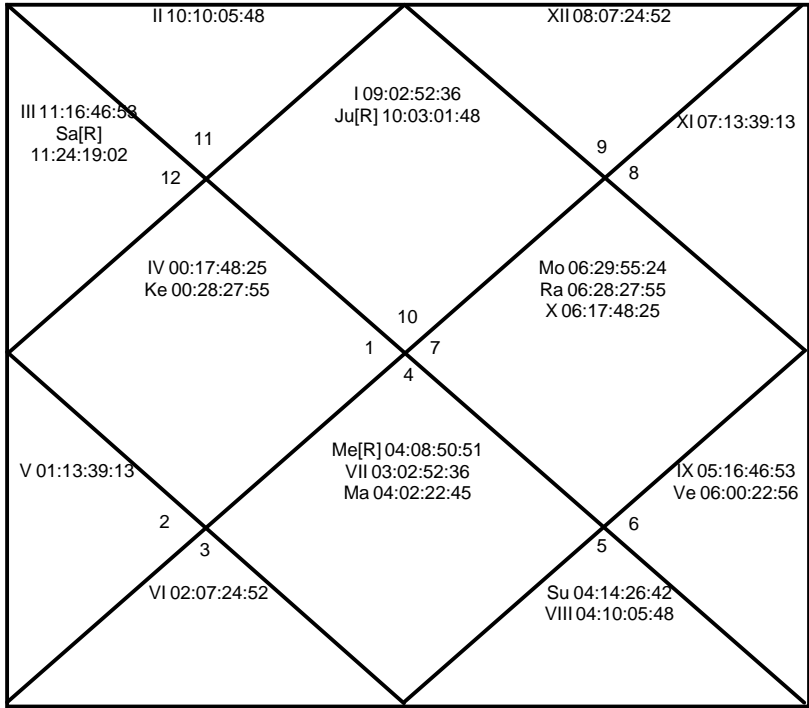 II 10:10:05:48
XII 08:07:24:52
I 09:02:52:36
Ju[R] 10:03:01:48
III 11:16:46:53
Sa[R]
11:24:19:02
XI 07:13:39:13
11
12
9
8
IV 00:17:48:25
Ke 00:28:27:55
Mo 06:29:55:24
Ra 06:28:27:55
X 06:17:48:25
10
1
7
4
V 01:13:39:13
Me[R] 04:08:50:51
VII 03:02:52:36
Ma 04:02:22:45
IX 05:16:46:53
Ve 06:00:22:56
2
3
6
5
VI 02:07:24:52
Su 04:14:26:42
VIII 04:10:05:48